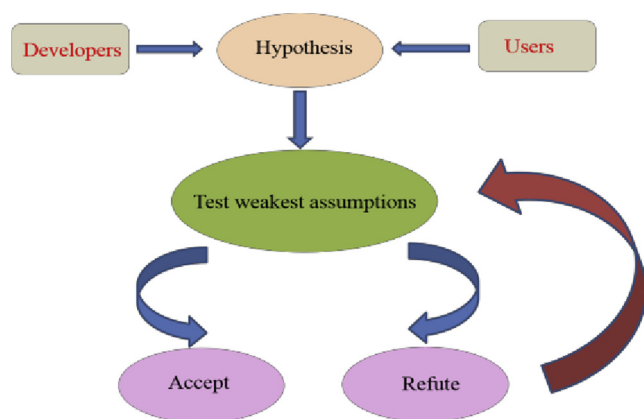 Developers
Hypothesis
Users
Test weakest assumptions
Accept
Refute